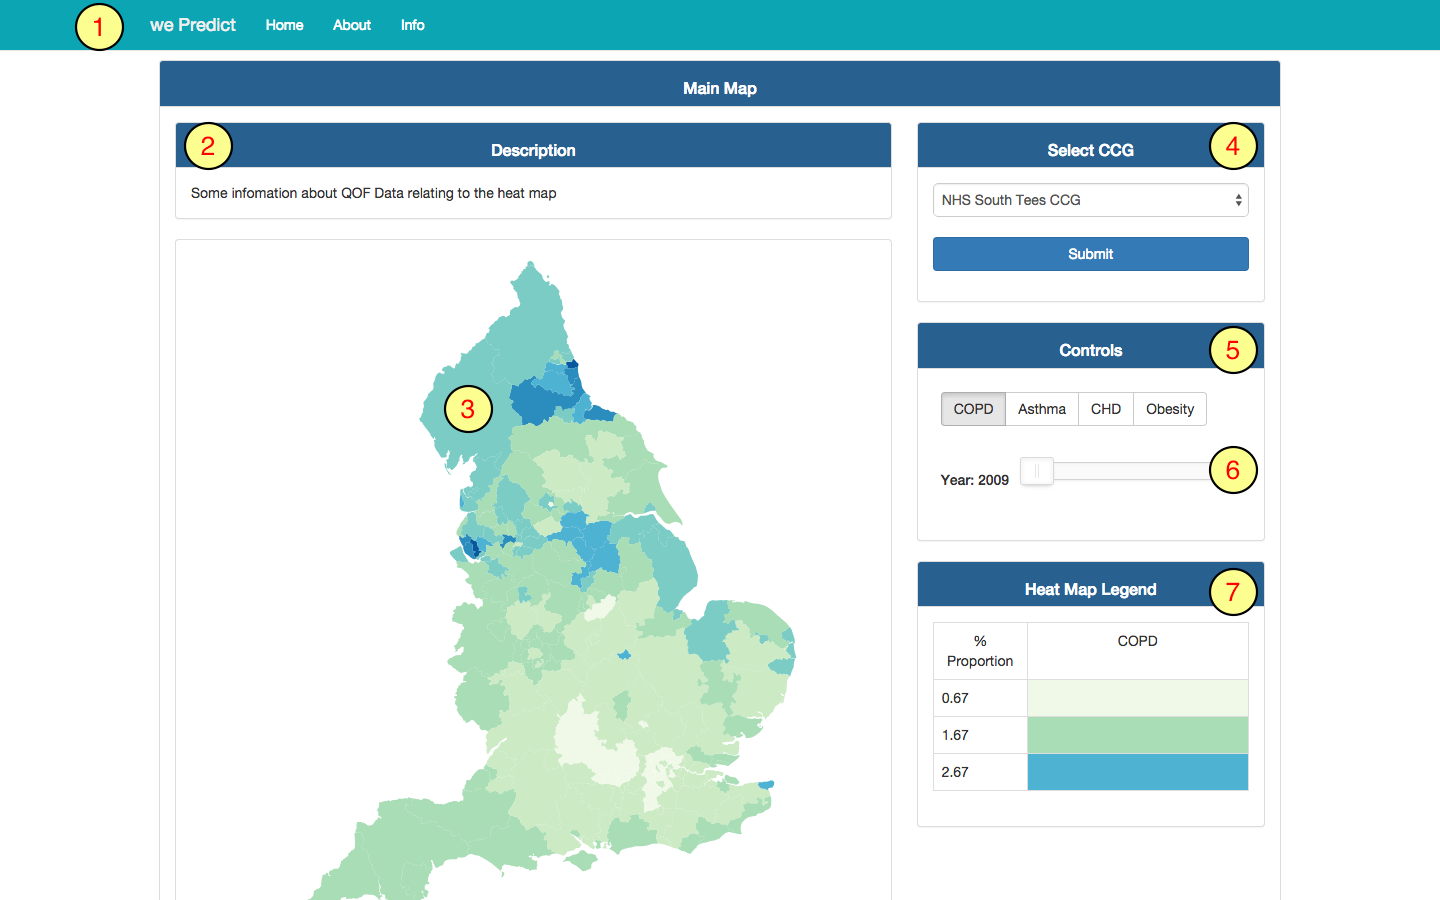 1 we Predict Home About Info
Main Map
2 Description
Some infomation about QOF Data relating to the heat map
3
Select CCG 4
NHS South Tees CCG
Submit
Controls 5
COPD Asthma CHD Obesity
Year: 2009 6
Heat Map Legend 7
% Proportion COPD
0.67
1.67
2.67